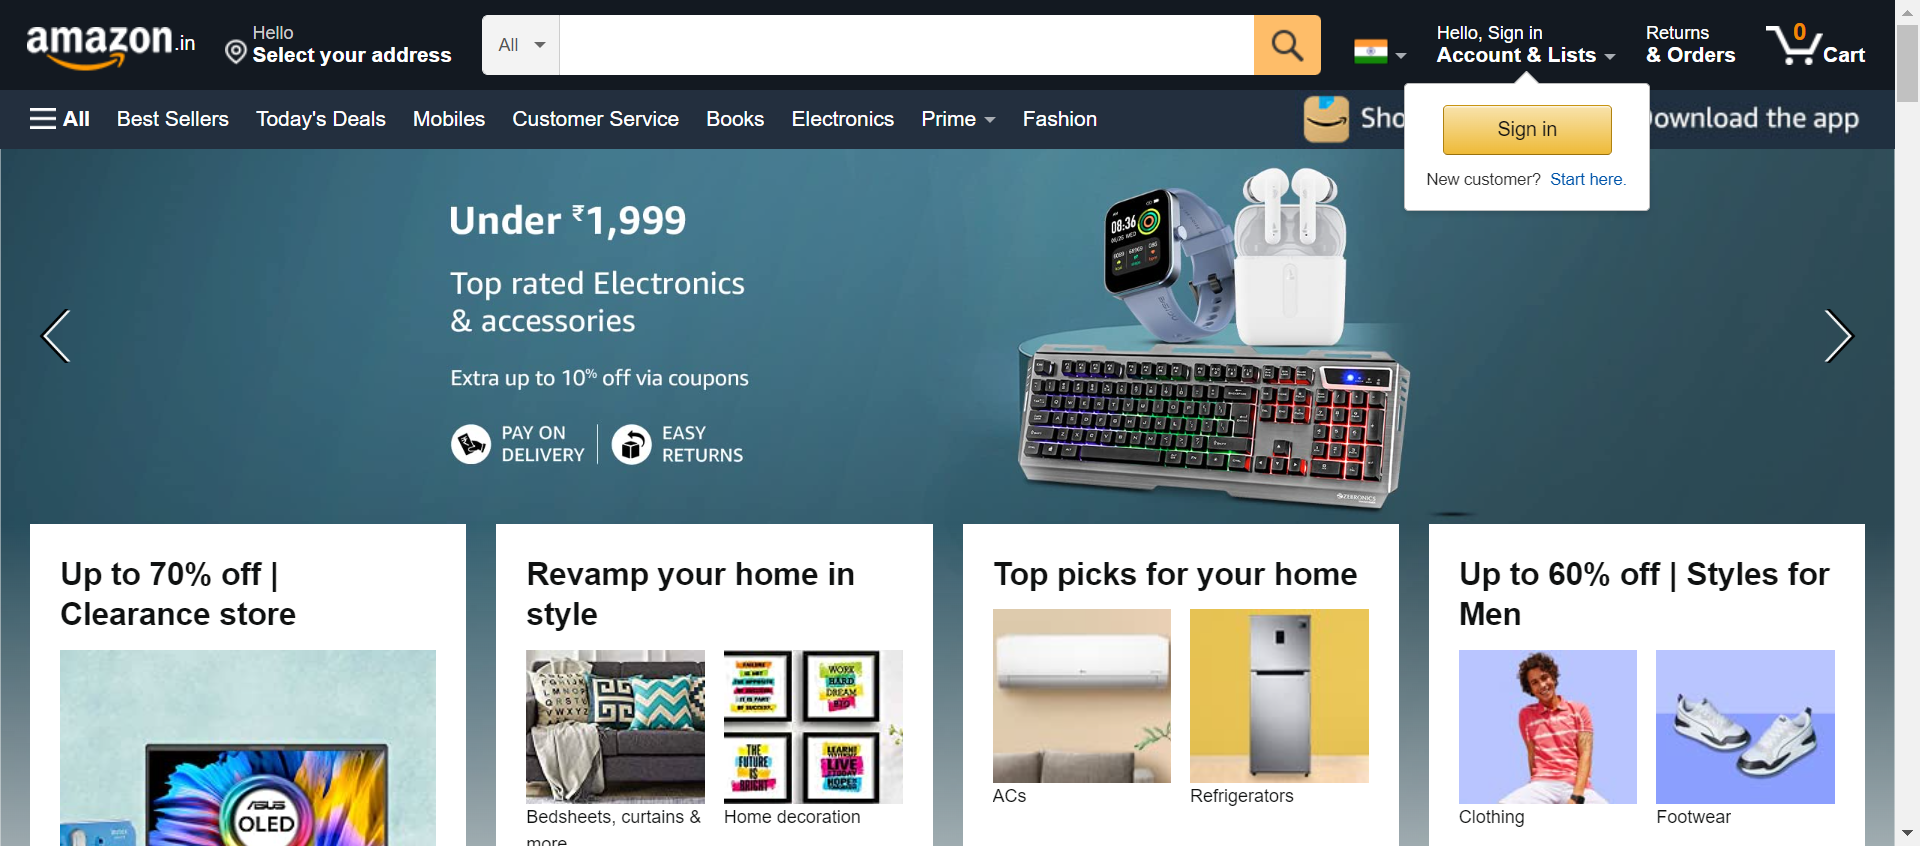 amazon.in
Hello
Select your address
All
Hello, Sign in
Account & Lists
Returns
& Orders
0
Cart
All
Best Sellers
Today's Deals
Mobiles
Customer Service
Books
Electronics
Prime
Fashion
Sho
ownload the app
Sign in
New customer? Start here.
Under ₹1,999
Top rated Electronics
& accessories
Extra up to 10% off via coupons
PAY ON
DELIVERY
EASY
RETURNS
08:36
ZEBRONICS
Up to 70% off |
Clearance store
ASUS
OLED
Revamp your home in
style
WORK
HARD
DREAM
BIG
THE
FUTURE
IS
BRIGHT
LEARN
LIVE
HOPE
Bedsheets, curtains &
more
Home decoration
Top picks for your home
ACs
Refrigerators
Up to 60% off | Styles for
Men
Clothing
Footwear